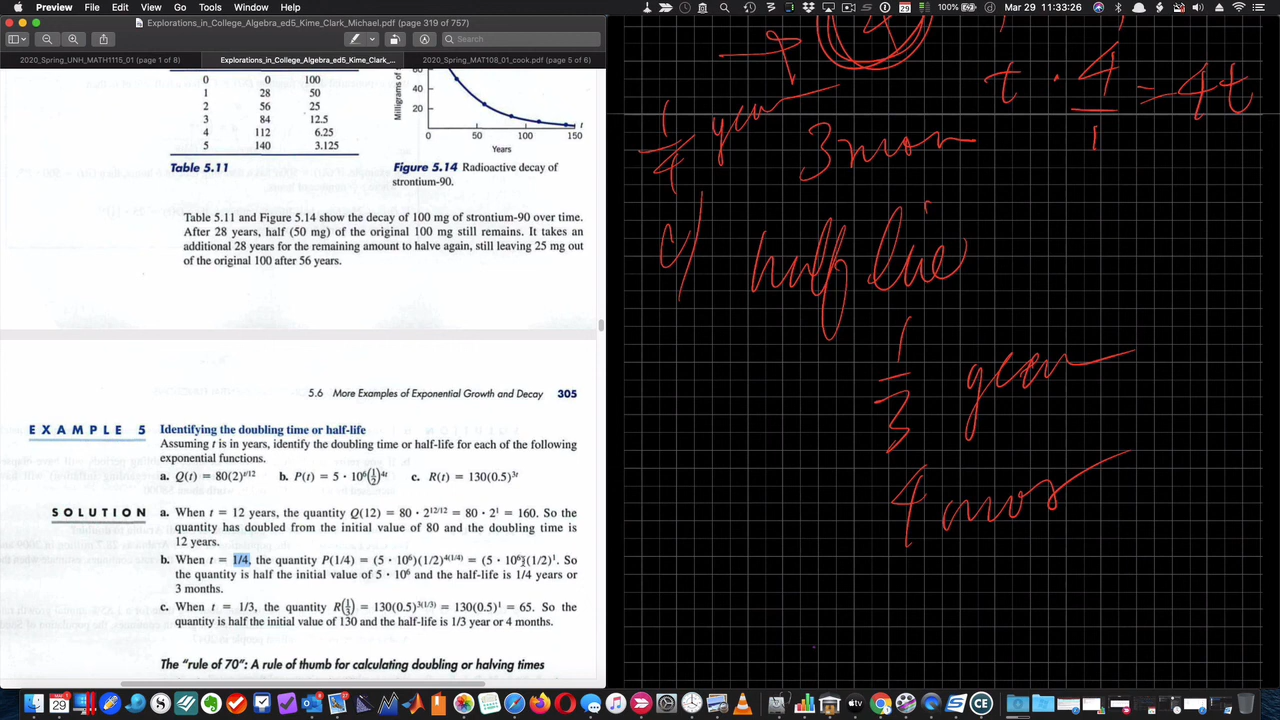 Preview File Edit View Go Tools Window Help
100% Mar 29 11:33:26
Explorations_in_College_Algebra_ed5_Kime_Clark_Michael.pdf (page 319 of 757)
Search
2020_Spring_UNH_MATH1115_01 (page 1 of 8) Explorations_in_College_Algebra_ed5_Kime_Clark_... 2020_Spring_MAT108_01_cook.pdf (page 5 of 6)
0 0 100
1 28 50
2 56 25
3 84 12.5
4 112 6.25
5 140 3.125
Table 5.11
Milligrams of
60
40
20
0 50 100 150 t
Years
Figure 5.14 Radioactive decay of
strontium-90.
Table 5.11 and Figure 5.14 show the decay of 100 mg of strontium-90 over time.
After 28 years, half (50 mg) of the original 100 mg still remains. It takes an
additional 28 years for the remaining amount to halve again, still leaving 25 mg out
of the original 100 after 56 years.
5.6 More Examples of Exponential Growth and Decay 305
EXAMPLE 5 Identifying the doubling time or half-life
Assuming t is in years, identify the doubling time or half-life for each of the following
exponential functions.
a. Q(t) = 80(2)^{t/12} b. P(t) = 5 · 10^6(1/2)^{4t} c. R(t) = 130(0.5)^{3t}
SOLUTION a. When t = 12 years, the quantity Q(12) = 80 · 2^{12/12} = 80 · 2^1 = 160. So the
quantity has doubled from the initial value of 80 and the doubling time is
12 years.
b. When t = 1/4, the quantity P(1/4) = (5 · 10^6)(1/2)^{4(1/4)} = (5 · 10^6)(1/2)^1. So
the quantity is half the initial value of 5 · 10^6 and the half-life is 1/4 years or
3 months.
c. When t = 1/3, the quantity R(1/3) = 130(0.5)^{3(1/3)} = 130(0.5)^1 = 65. So the
quantity is half the initial value of 130 and the half-life is 1/3 year or 4 months.
The "rule of 70": A rule of thumb for calculating doubling or halving times
4
t · 4/1 = 4t
1/4 year 3 mon
half life
1/3 year
4 mos